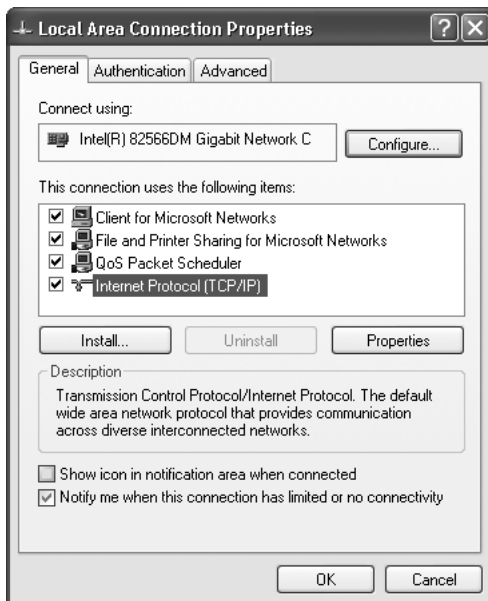 Local Area Connection Properties
General Authentication Advanced
Connect using:
Intel(R) 82566DM Gigabit Network C
Configure...
This connection uses the following items:
Client for Microsoft Networks
File and Printer Sharing for Microsoft Networks
QoS Packet Scheduler
Internet Protocol (TCP/IP)
Install... Uninstall Properties
Description
Transmission Control Protocol/Internet Protocol. The default
wide area network protocol that provides communication
across diverse interconnected networks.
Show icon in notification area when connected
Notify me when this connection has limited or no connectivity
OK Cancel